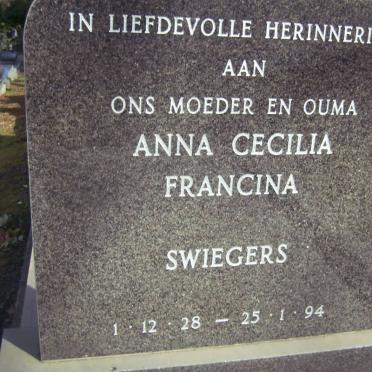 IN LIEFDEVOLLE HERINNERI
AAN
ONS MOEDER EN OUMA
ANNA CECILIA
FRANCINA
SWIEGERS
1 · 12 · 28 — 25 · 1 · 94